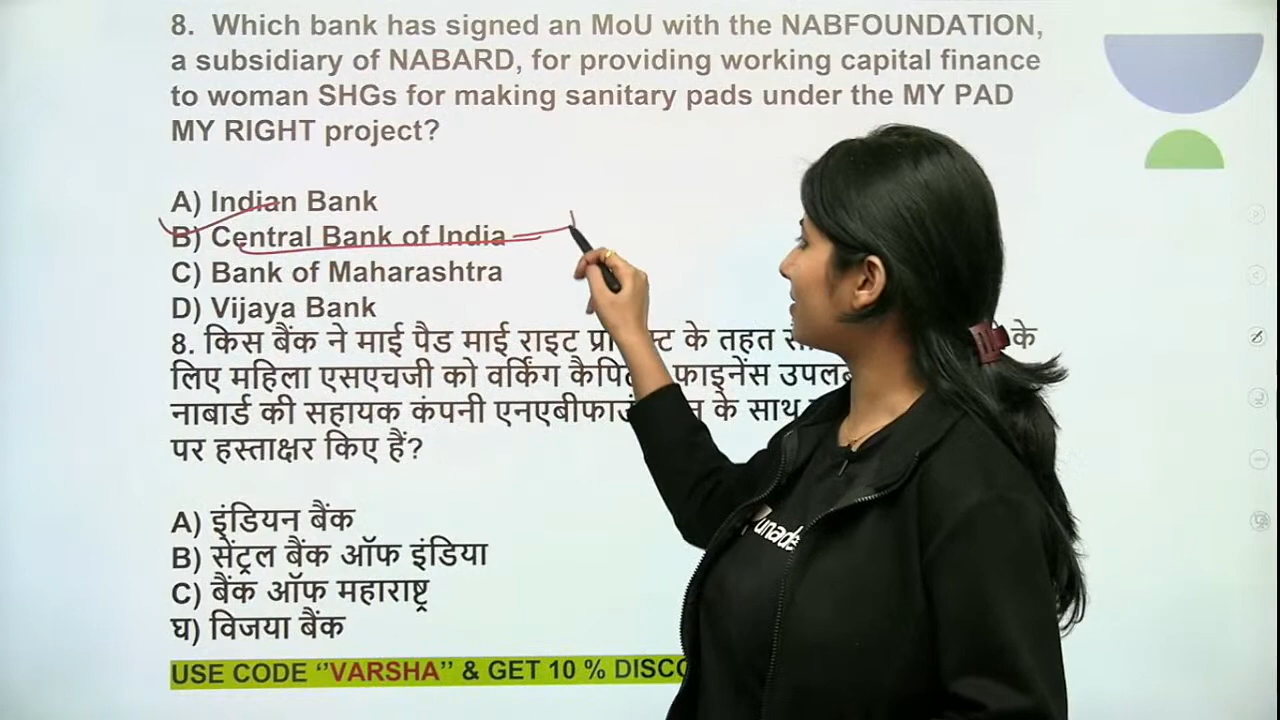 8. Which bank has signed an MoU with the NABFOUNDATION,
a subsidiary of NABARD, for providing working capital finance
to woman SHGs for making sanitary pads under the MY PAD
MY RIGHT project?
A) Indian Bank
B) Central Bank of India
C) Bank of Maharashtra
D) Vijaya Bank
8. किस बैंक ने माई पैड माई राइट के तहत के
लिए महिला एसएचजी को वर्किंग फाइनेंस
नाबार्ड की सहायक कंपनी के साथ
पर हस्ताक्षर किए हैं?
A) इंडियन बैंक
B) सेंट्रल बैंक ऑफ इंडिया
C) बैंक ऑफ महाराष्ट्र
घ) विजया बैंक
USE CODE ‘’VARSHA’’ & GET 10 %